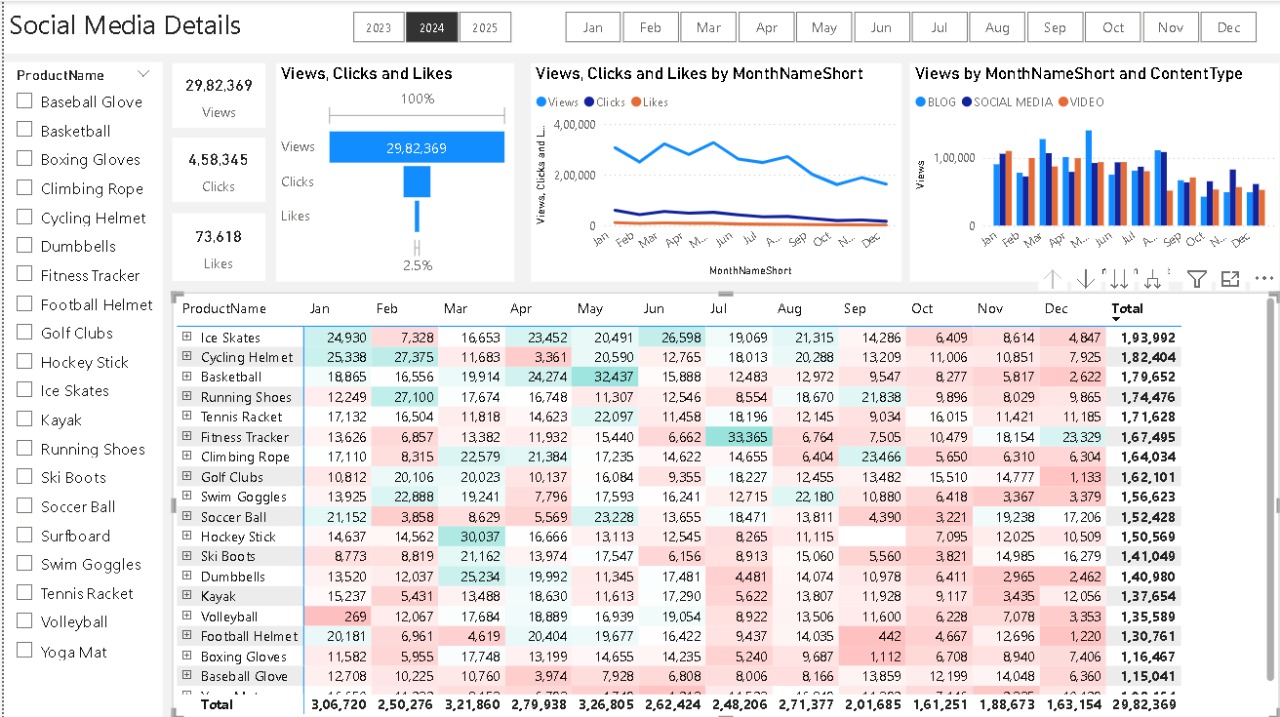 Social Media Details
2023 2024 2025
Jan Feb Mar Apr May Jun Jul Aug Sep Oct Nov Dec
ProductName
Baseball Glove
Basketball
Boxing Gloves
Climbing Rope
Cycling Helmet
Dumbbells
Fitness Tracker
Football Helmet
Golf Clubs
Hockey Stick
Ice Skates
Kayak
Running Shoes
Ski Boots
Soccer Ball
Surfboard
Swim Goggles
Tennis Racket
Volleyball
Yoga Mat
29,82,369
Views
4,58,345
Clicks
73,618
Likes
Views, Clicks and Likes
100%
Views
29,82,369
Clicks
Likes
2.5%
Views, Clicks and Likes by MonthNameShort
Views Clicks Likes
Views, Clicks and L...
4,00,000
2,00,000
0
Jan Feb Mar Apr M... Jun Jul A... Sep Oct N... Dec
MonthNameShort
Views by MonthNameShort and ContentType
BLOG SOCIAL MEDIA VIDEO
Views
1,00,000
0
Jan Feb Mar Apr M... Jun Jul A... Sep Oct N... Dec
ProductName Jan Feb Mar Apr May Jun Jul Aug Sep Oct Nov Dec Total
Ice Skates 24,930 7,328 16,653 23,452 20,491 26,598 19,069 21,315 14,286 6,409 8,614 4,847 1,93,992
Cycling Helmet 25,338 27,375 11,683 3,361 20,590 12,765 18,013 20,288 13,209 11,006 10,851 7,925 1,82,404
Basketball 18,865 16,556 19,914 24,274 32,437 15,888 12,483 12,972 9,547 8,277 5,817 2,622 1,79,652
Running Shoes 12,249 27,100 17,674 16,748 11,307 12,546 8,554 18,670 21,838 9,896 8,029 9,865 1,74,476
Tennis Racket 17,132 16,504 11,818 14,623 22,097 11,458 18,196 12,145 9,034 16,015 11,421 11,185 1,71,628
Fitness Tracker 13,626 6,857 13,382 11,932 15,440 6,662 33,365 6,764 7,505 10,479 18,154 23,329 1,67,495
Climbing Rope 17,110 8,315 22,579 21,384 17,235 14,622 14,655 6,404 23,466 5,650 6,310 6,304 1,64,034
Golf Clubs 10,812 20,106 20,023 10,137 16,084 9,355 18,227 12,455 13,482 15,510 14,777 1,133 1,62,101
Swim Goggles 13,925 22,888 19,241 7,796 17,593 16,241 12,715 22,180 10,880 6,418 3,367 3,379 1,56,623
Soccer Ball 21,152 3,858 8,629 5,569 23,228 13,655 18,471 13,811 4,390 3,221 19,238 17,206 1,52,428
Hockey Stick 14,637 14,562 30,037 16,666 13,113 12,545 8,265 11,115 7,095 12,025 10,509 1,50,569
Ski Boots 8,773 8,819 21,162 13,974 17,547 6,156 8,913 15,060 5,560 3,821 14,985 16,279 1,41,049
Dumbbells 13,520 12,037 25,234 19,992 11,345 17,481 4,481 14,074 10,978 6,411 2,965 2,462 1,40,980
Kayak 15,237 5,431 13,488 18,630 11,613 17,290 5,622 13,807 11,928 9,117 3,435 12,056 1,37,654
Volleyball 269 12,067 17,684 18,889 16,939 19,054 8,922 13,506 11,600 6,228 7,078 3,353 1,35,589
Football Helmet 20,181 6,961 4,619 20,404 19,677 16,422 9,437 14,035 442 4,667 12,696 1,220 1,30,761
Boxing Gloves 11,582 5,955 17,748 13,199 14,655 14,235 5,240 9,687 1,112 6,708 8,940 7,406 1,16,467
Baseball Glove 12,708 10,225 10,760 3,974 7,928 6,808 8,006 8,166 13,859 12,199 14,048 6,360 1,15,041
Total 3,06,720 2,50,276 3,21,860 2,79,938 3,26,805 2,62,424 2,48,206 2,71,377 2,01,685 1,61,251 1,88,673 1,63,154 29,82,369